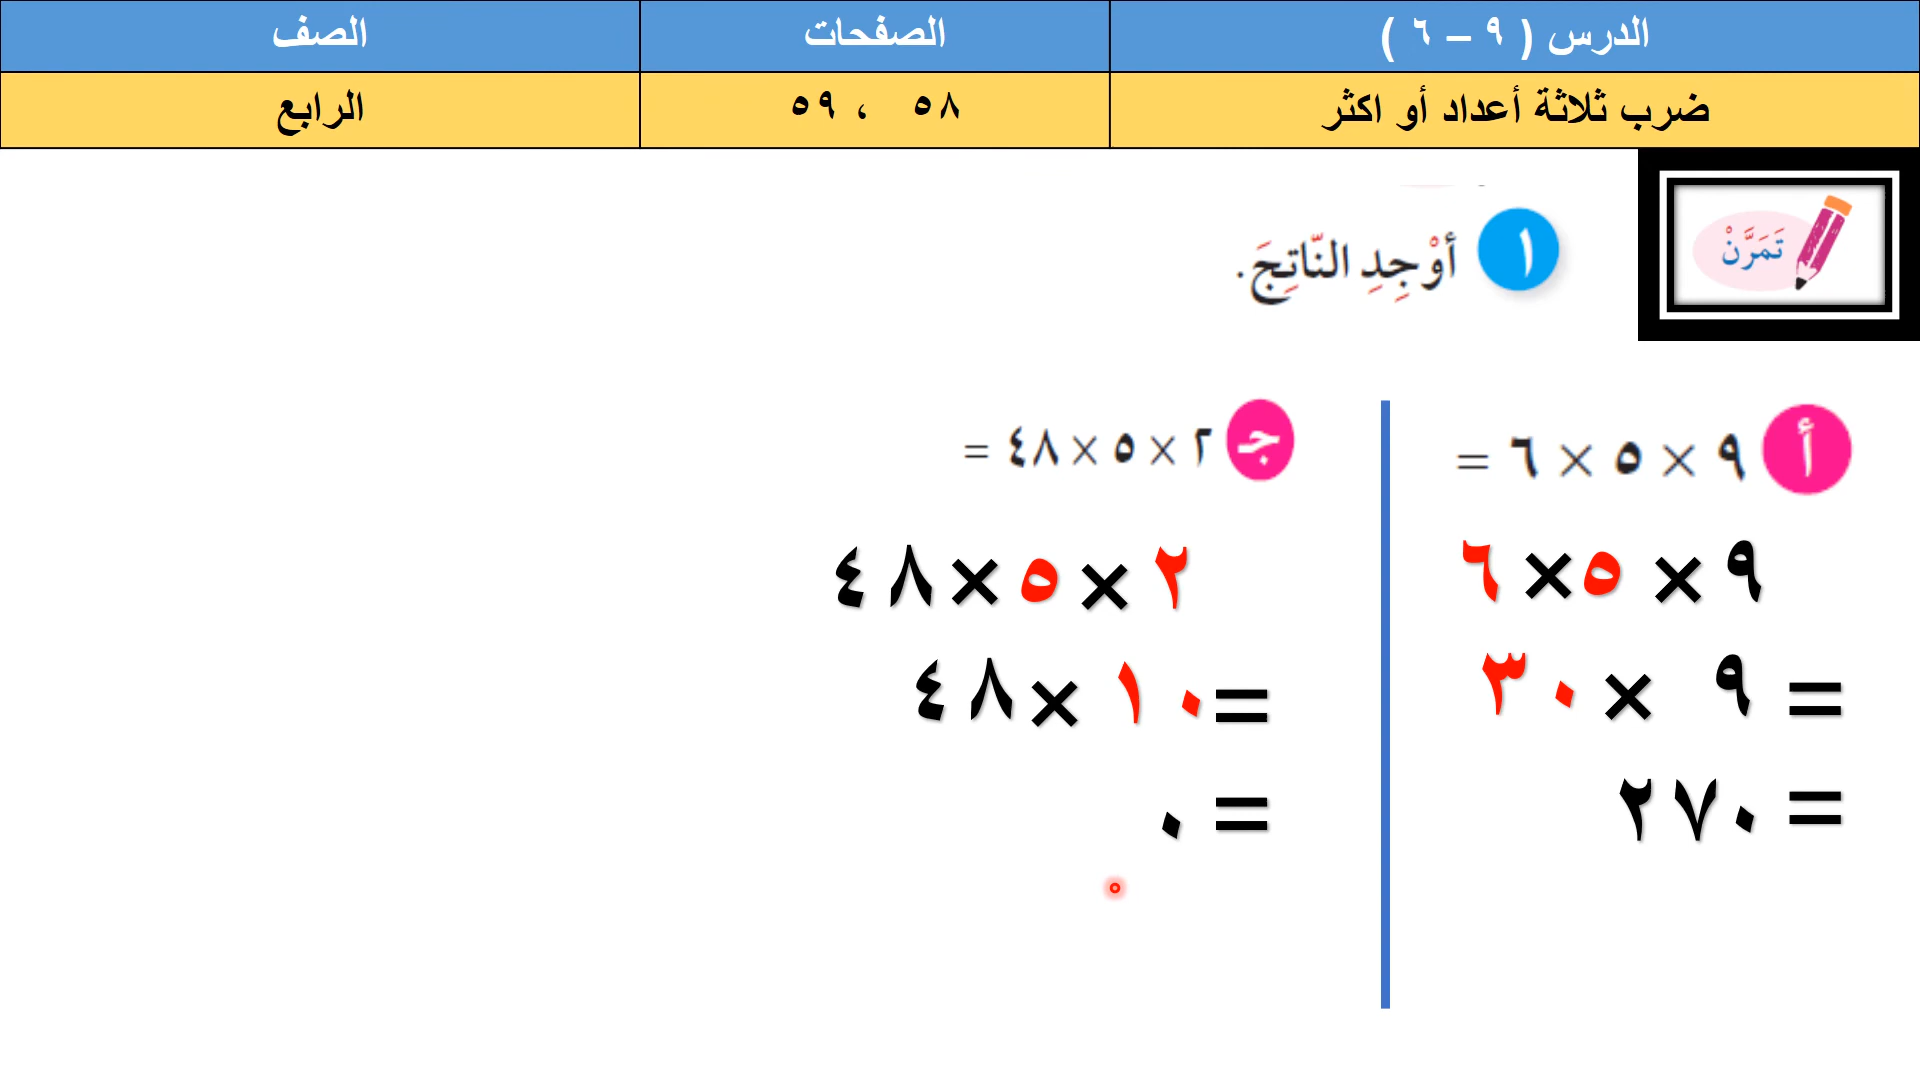 الدرس ( ٩ – ٦ )
الصفحات
الصف
ضرب ثلاثة أعداد أو اكثر
٥٨ ، ٥٩
الرابع
تَمَرَّنْ
١ أوْجِدِ النّاتِجَ.
أ ٩ × ٥ × ٦ =
٩ × ٥ × ٦
= ٩ × ٣٠
= ٢٧٠
جـ ٢ × ٥ × ٤٨ =
٢ × ٥ × ٤٨
= ١٠ × ٤٨
= ٠